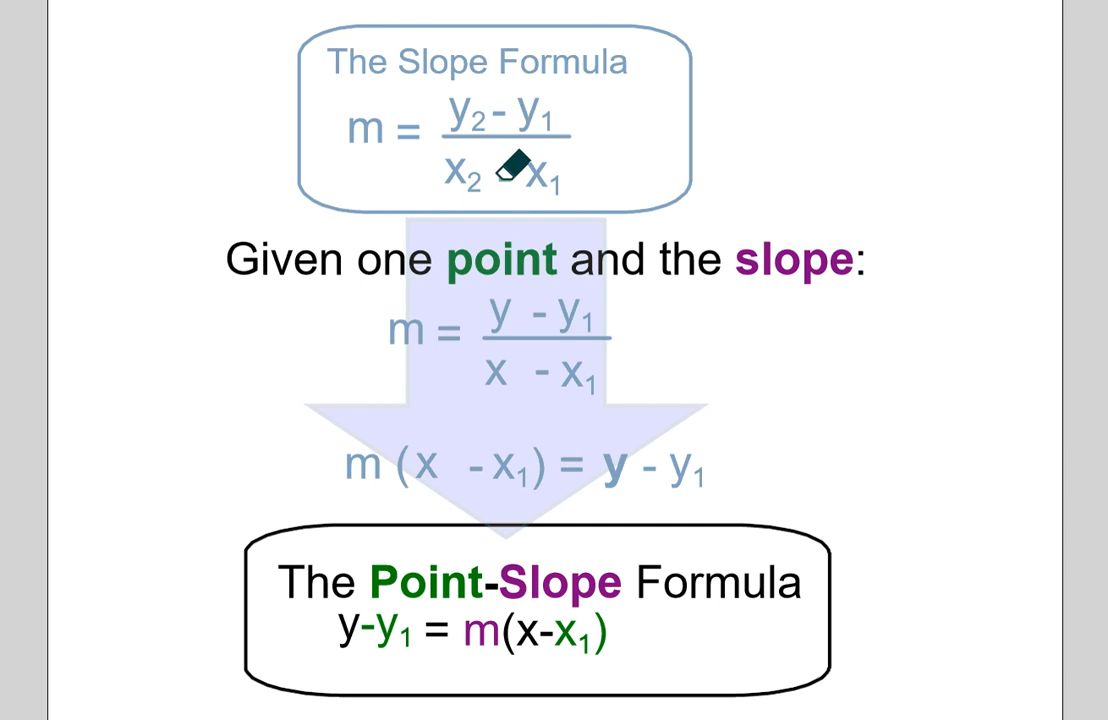 The Slope Formula
m = y₂ - y₁
x₂ - x₁
Given one point and the slope:
m = y - y₁
x - x₁
m (x - x₁) = y - y₁
The Point-Slope Formula
y-y₁ = m(x-x₁)